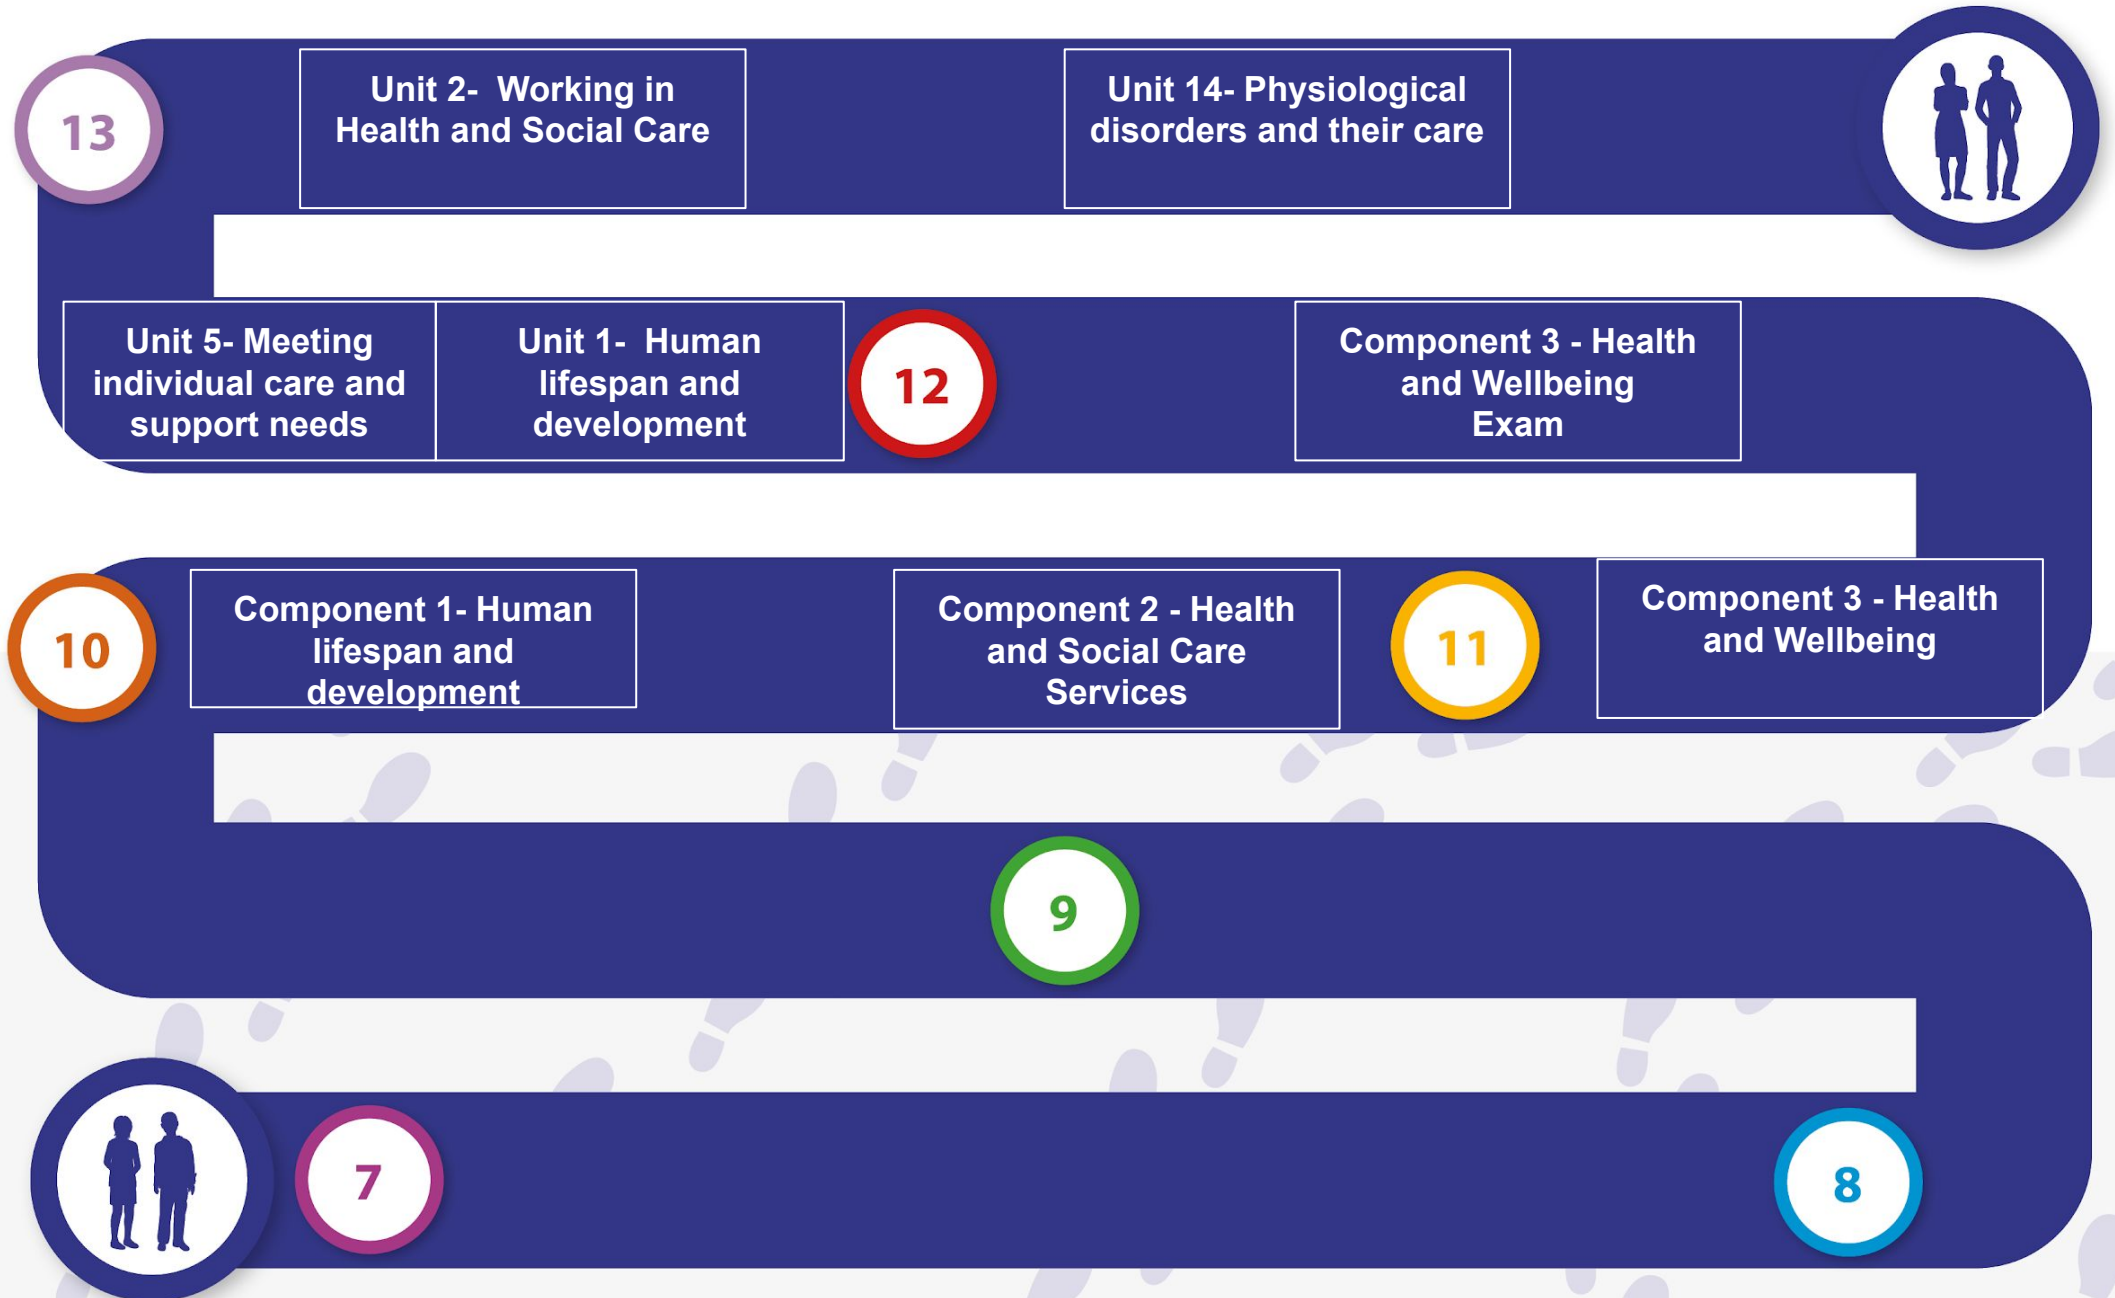 13
Unit 2-  Working in
Health and Social Care
Unit 14- Physiological
disorders and their care
Unit 5- Meeting
individual care and
support needs
Unit 1-  Human
lifespan and
development
12
Component 3 - Health
and Wellbeing
Exam
10
Component 1- Human
lifespan and
development
Component 2 - Health
and Social Care
Services
11
Component 3 - Health
and Wellbeing
9
7
8